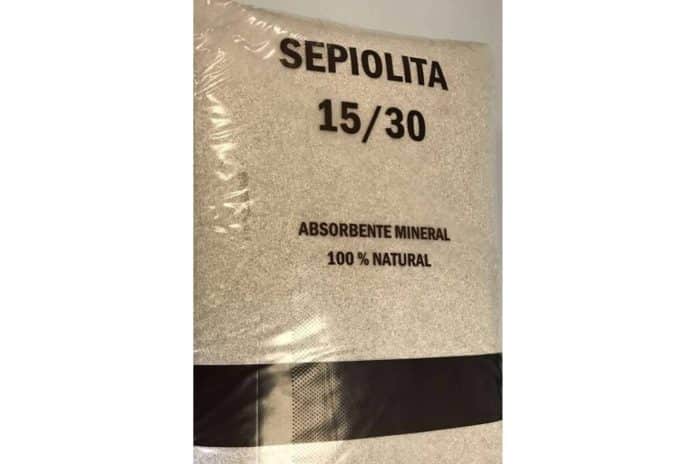 SEPIOLITA
15/30
ABSORBENTE MINERAL
100 % NATURAL